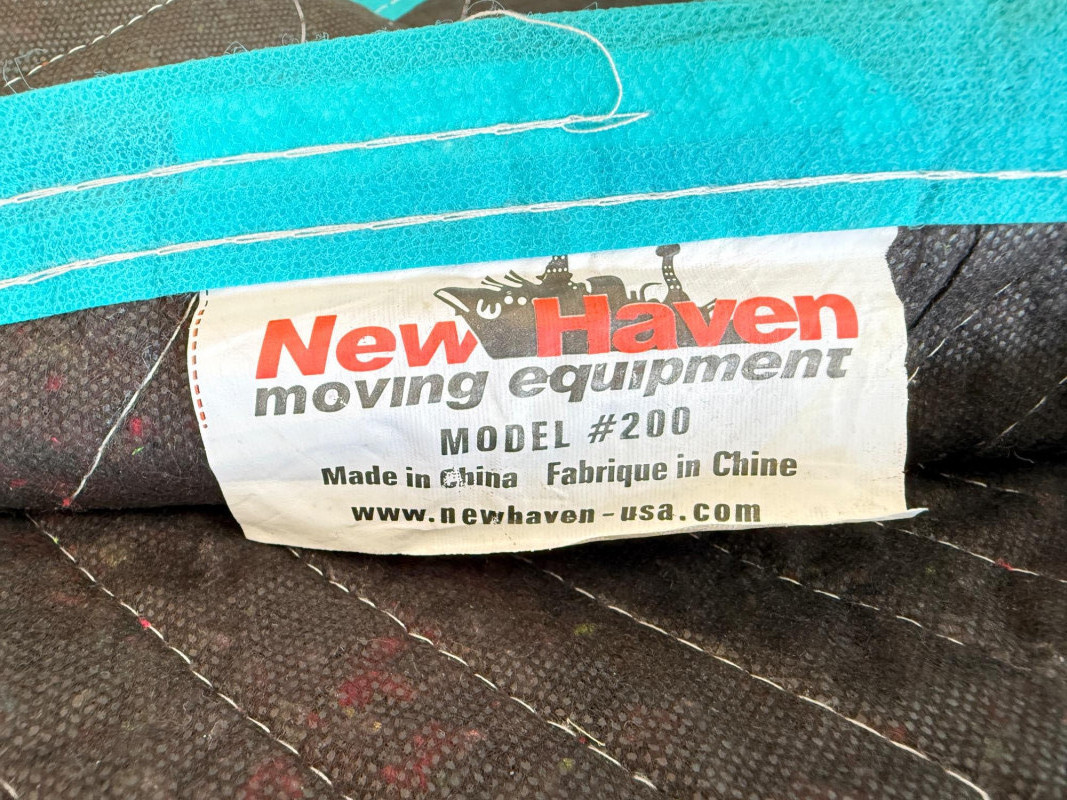 New Haven
moving equipment
MODEL #200
Made in China Fabrique in Chine
www.newhaven-usa.com